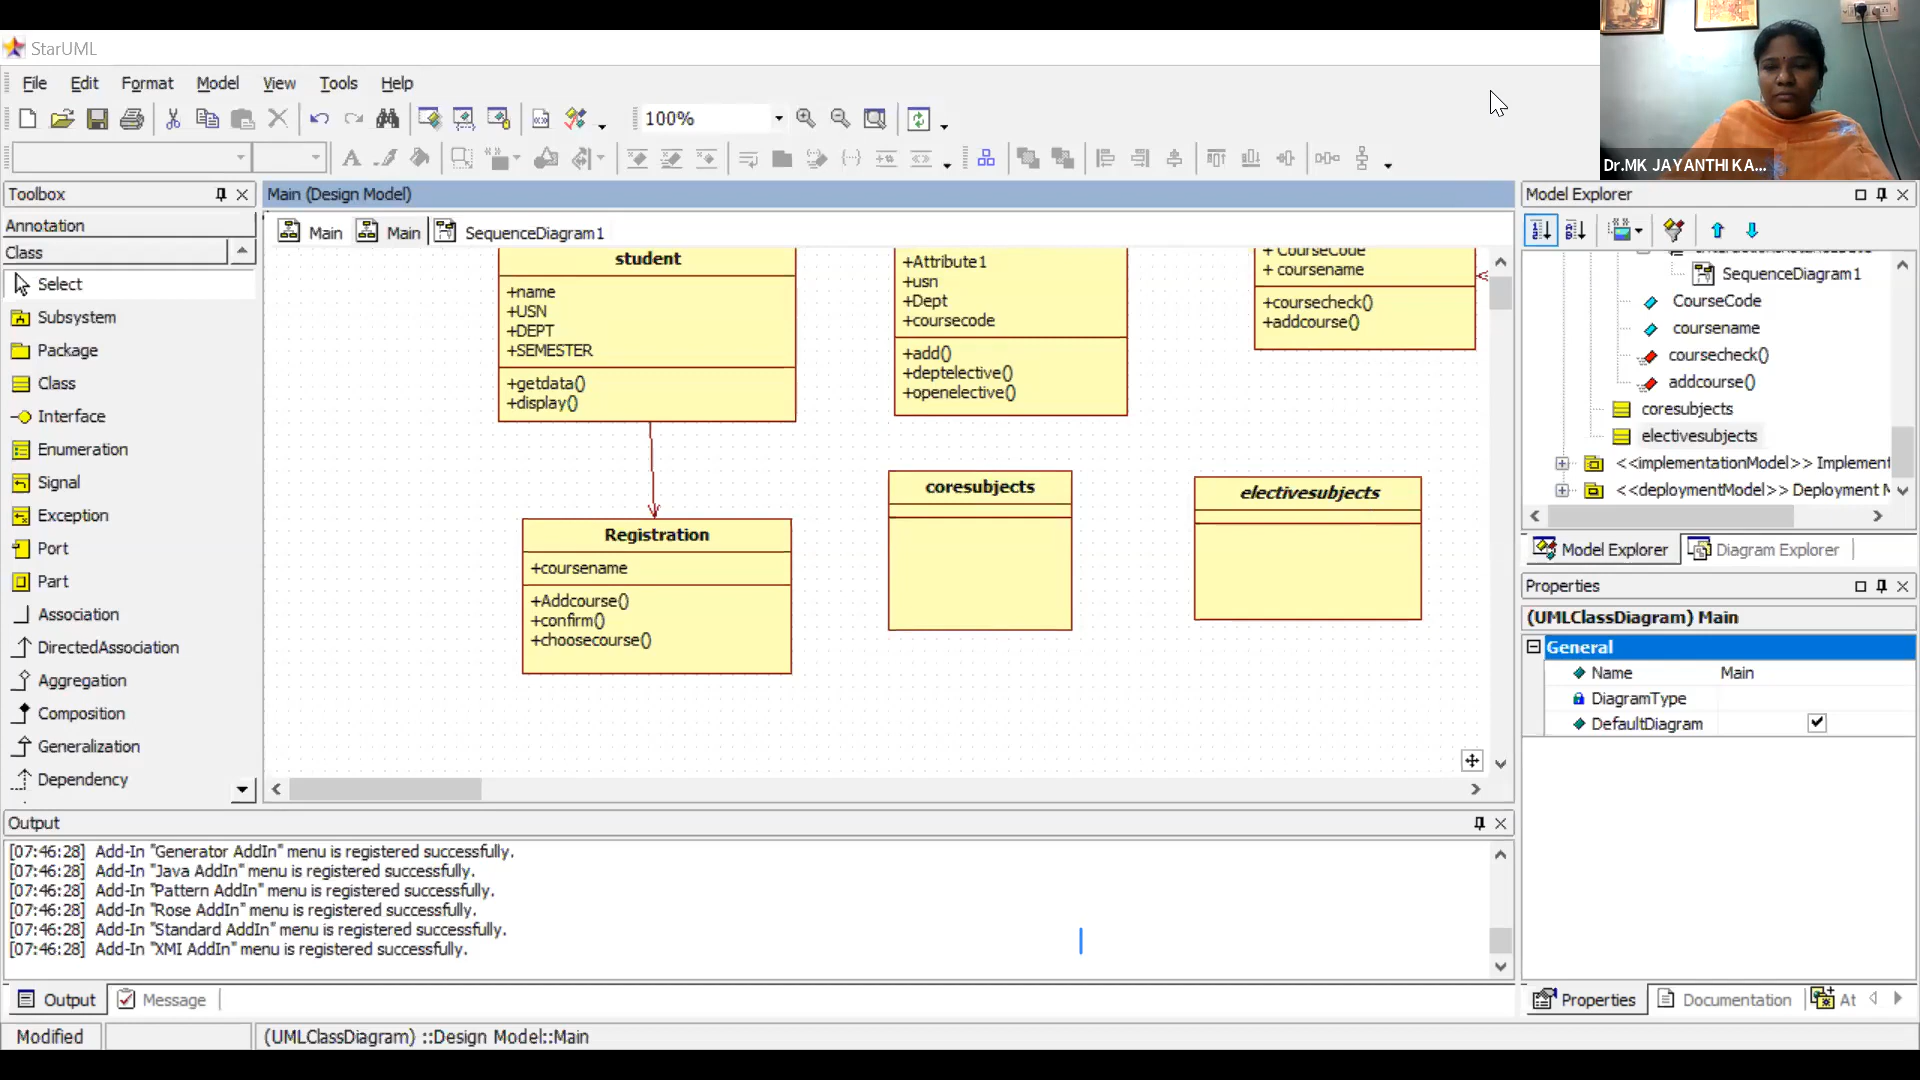 StarUML
File Edit Format Model View Tools Help
100%
Dr.MK JAYANTHI KA...
Toolbox
Annotation
Class
Select
Subsystem
Package
Class
Interface
Enumeration
Signal
Exception
Port
Part
Association
DirectedAssociation
Aggregation
Composition
Generalization
Dependency
Main (Design Model)
Main Main SequenceDiagram1
student
+name
+USN
+DEPT
+SEMESTER
+getdata()
+display()
+Attribute1
+usn
+Dept
+coursecode
+add()
+deptelective()
+openelective()
+ CourseCode
+ coursename
+coursecheck()
+addcourse()
Registration
+coursename
+Addcourse()
+confirm()
+choosecourse()
coresubjects
electivesubjects
Model Explorer
SequenceDiagram1
CourseCode
coursename
coursecheck()
addcourse()
coresubjects
electivesubjects
<<implementationModel>> Implement
<<deploymentModel>> Deployment M
Model Explorer Diagram Explorer
Properties
(UMLClassDiagram) Main
General
Name Main
DiagramType
DefaultDiagram
Properties Documentation At
Output
[07:46:28] Add-In "Generator AddIn" menu is registered successfully.
[07:46:28] Add-In "Java AddIn" menu is registered successfully.
[07:46:28] Add-In "Pattern AddIn" menu is registered successfully.
[07:46:28] Add-In "Rose AddIn" menu is registered successfully.
[07:46:28] Add-In "Standard AddIn" menu is registered successfully.
[07:46:28] Add-In "XMI AddIn" menu is registered successfully.
Output Message
Modified
(UMLClassDiagram) ::Design Model::Main